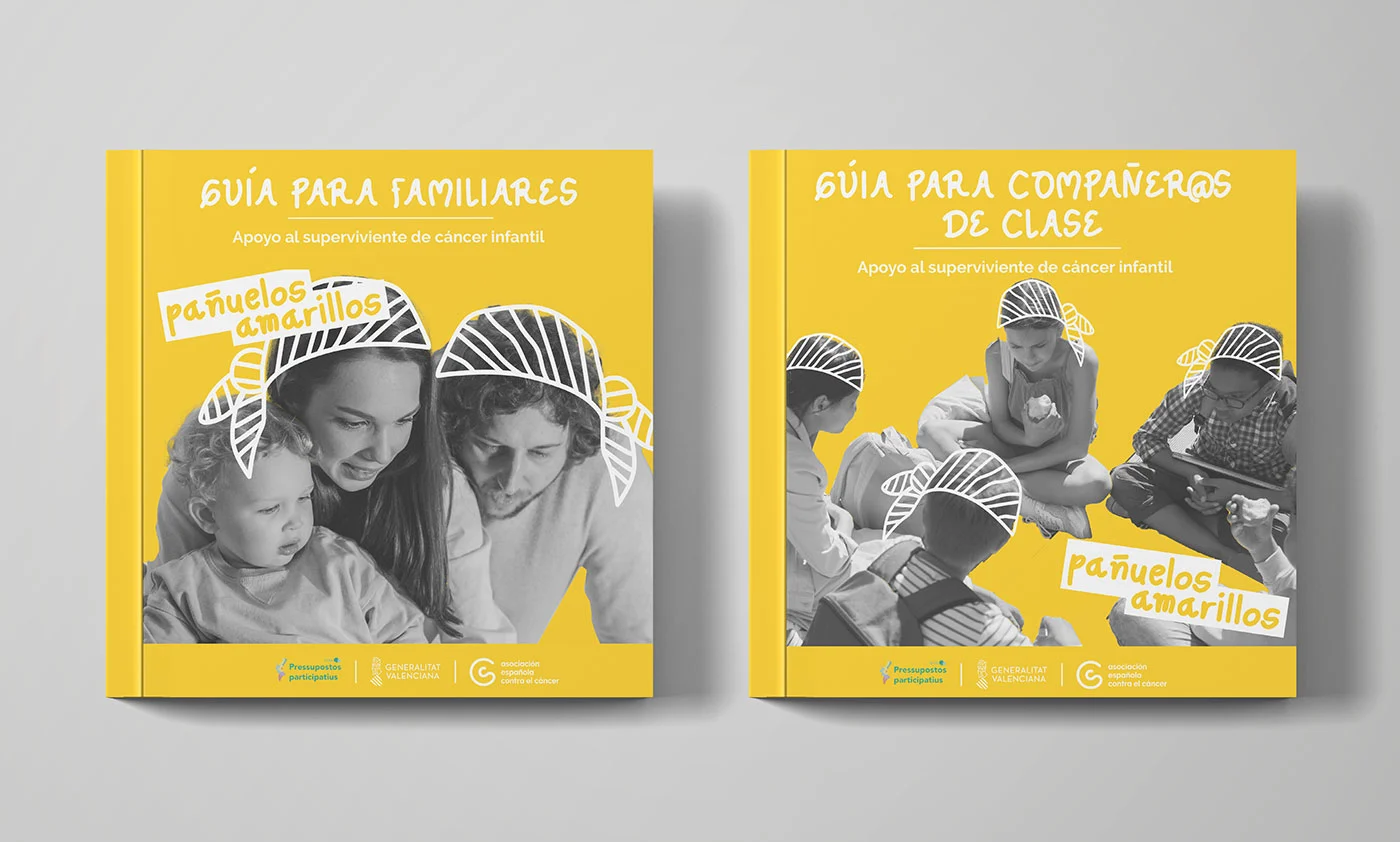 GUÍA PARA FAMILIARES
Apoyo al superviviente de cáncer infantil
pañuelos
amarillos
Pressupostos
participatius
GENERALITAT
VALENCIANA
asociación
española
contra el cáncer
GÚIA PARA COMPAÑER@S
DE CLASE
Apoyo al superviviente de cáncer infantil
pañuelos
amarillos
Pressupostos
participatius
GENERALITAT
VALENCIANA
asociación
española
contra el cáncer